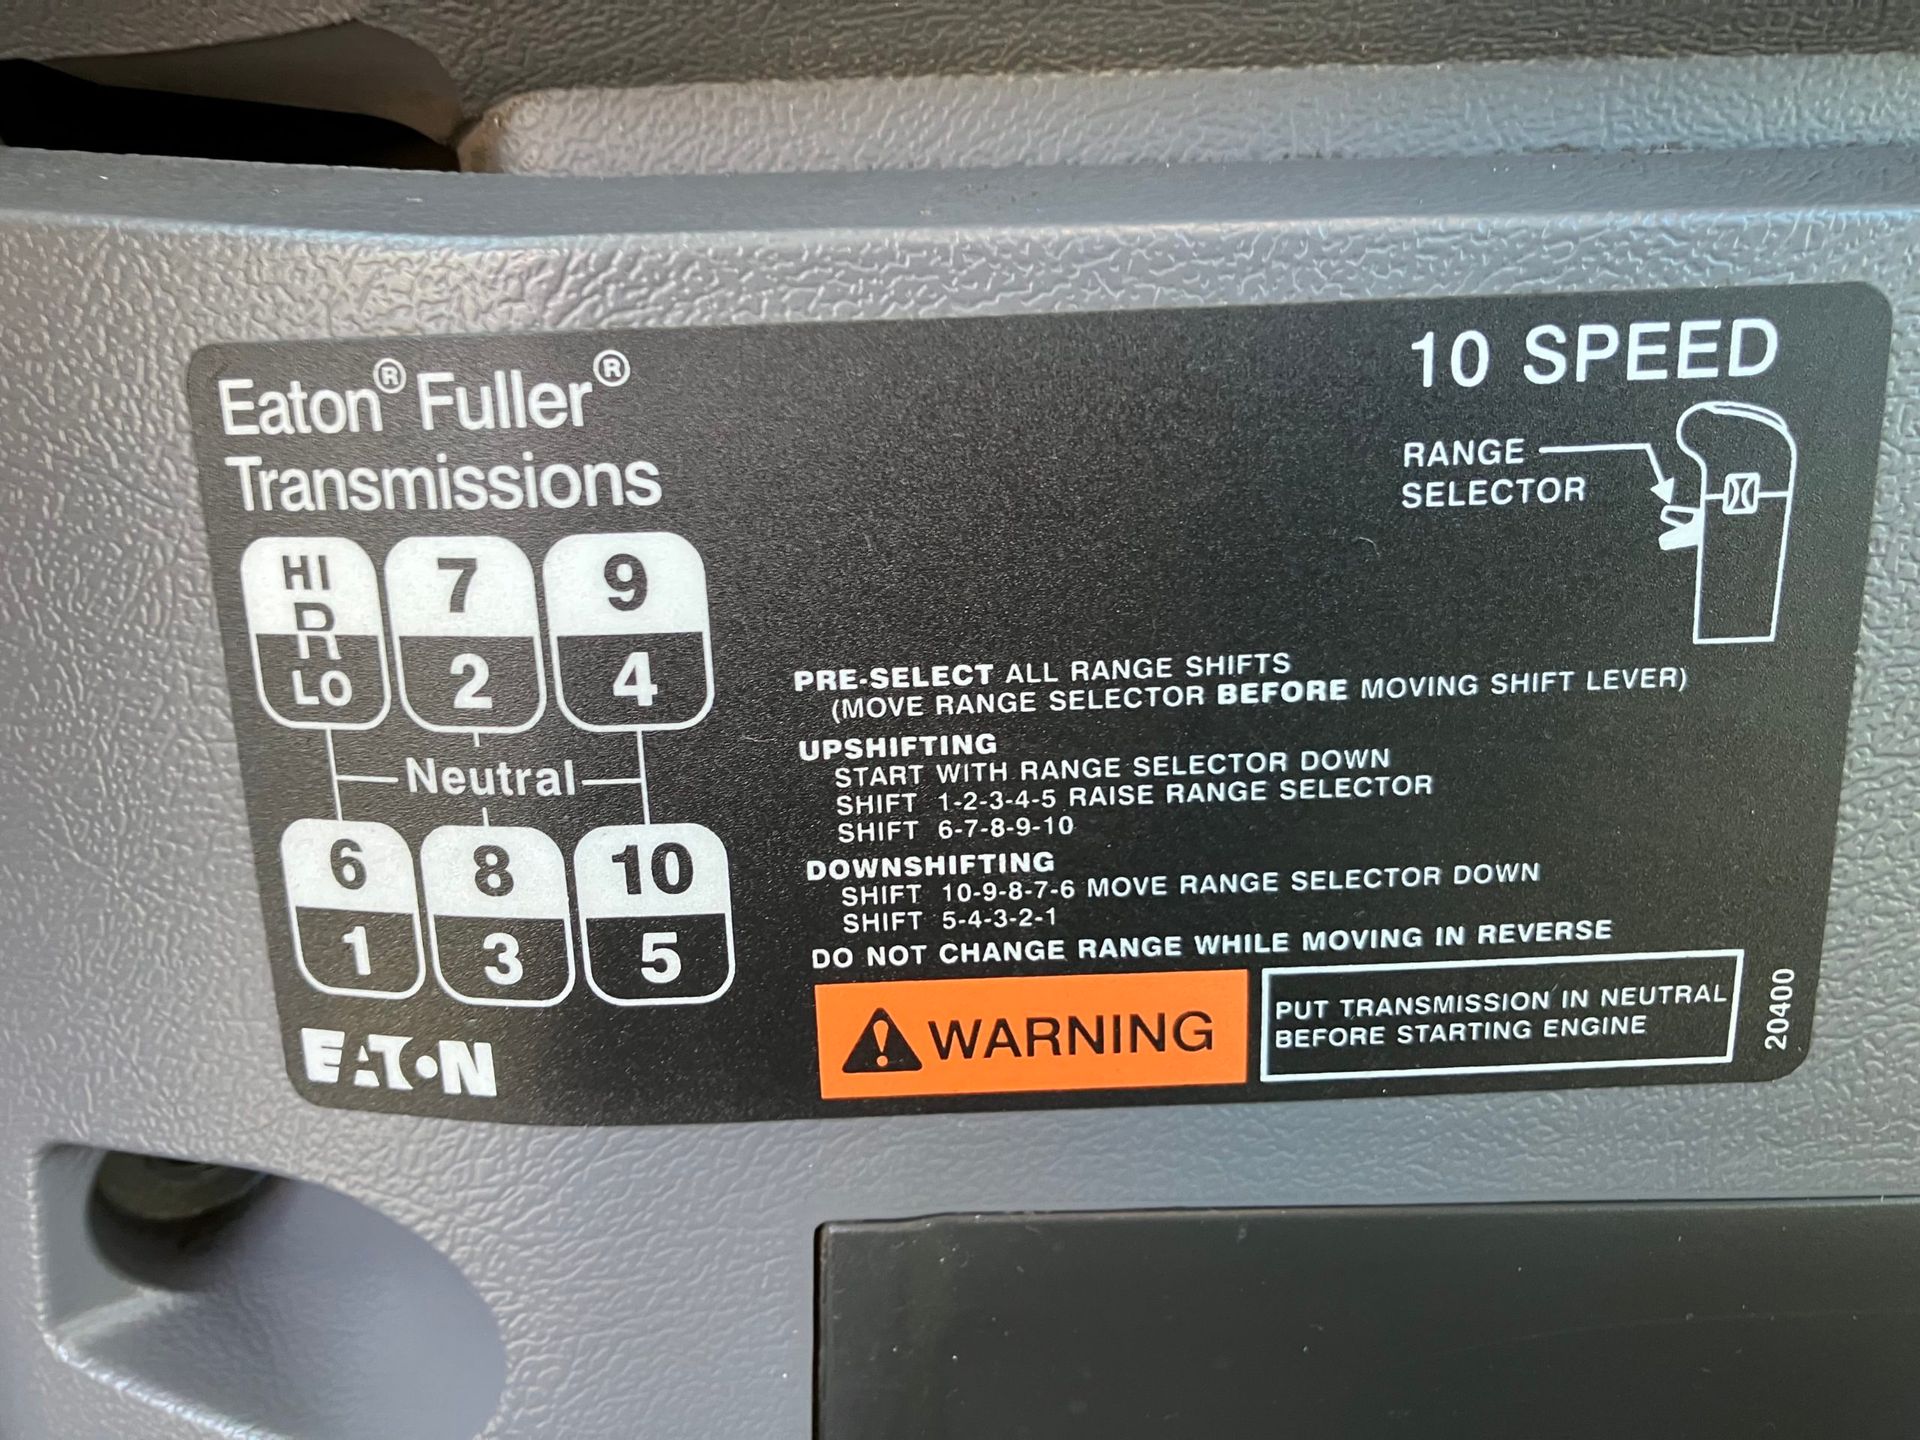 Eaton® Fuller®
Transmissions
10 SPEED
RANGE
SELECTOR
HI
R
LO
7
2
9
4
Neutral
6
1
8
3
10
5
EATON
PRE-SELECT ALL RANGE SHIFTS
(MOVE RANGE SELECTOR BEFORE MOVING SHIFT LEVER)
UPSHIFTING
START WITH RANGE SELECTOR DOWN
SHIFT 1-2-3-4-5 RAISE RANGE SELECTOR
SHIFT 6-7-8-9-10
DOWNSHIFTING
SHIFT 10-9-8-7-6 MOVE RANGE SELECTOR DOWN
SHIFT 5-4-3-2-1
DO NOT CHANGE RANGE WHILE MOVING IN REVERSE
WARNING
PUT TRANSMISSION IN NEUTRAL
BEFORE STARTING ENGINE
20400